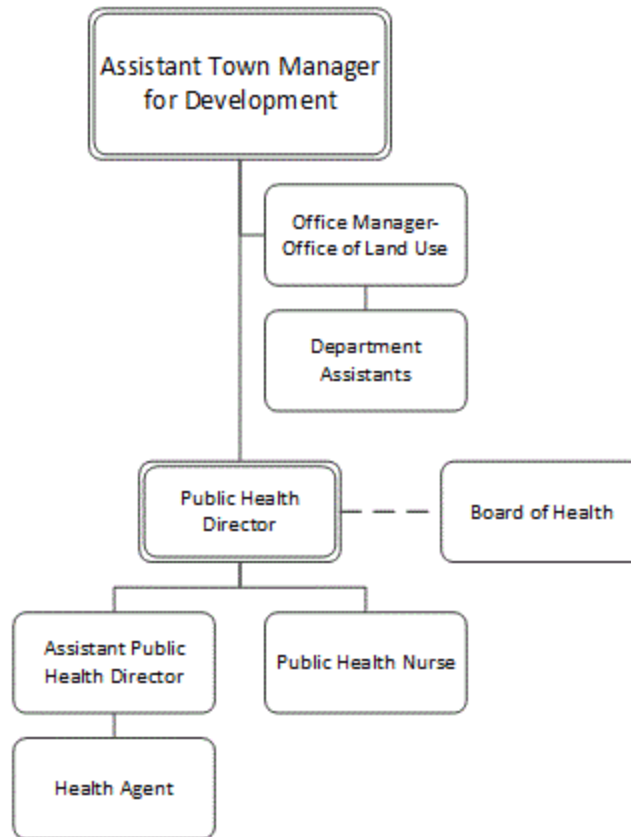 Assistant Town Manager
for Development
Office Manager-
Office of Land Use
Department
Assistants
Public Health
Director
Board of Health
Assistant Public
Health Director
Public Health Nurse
Health Agent